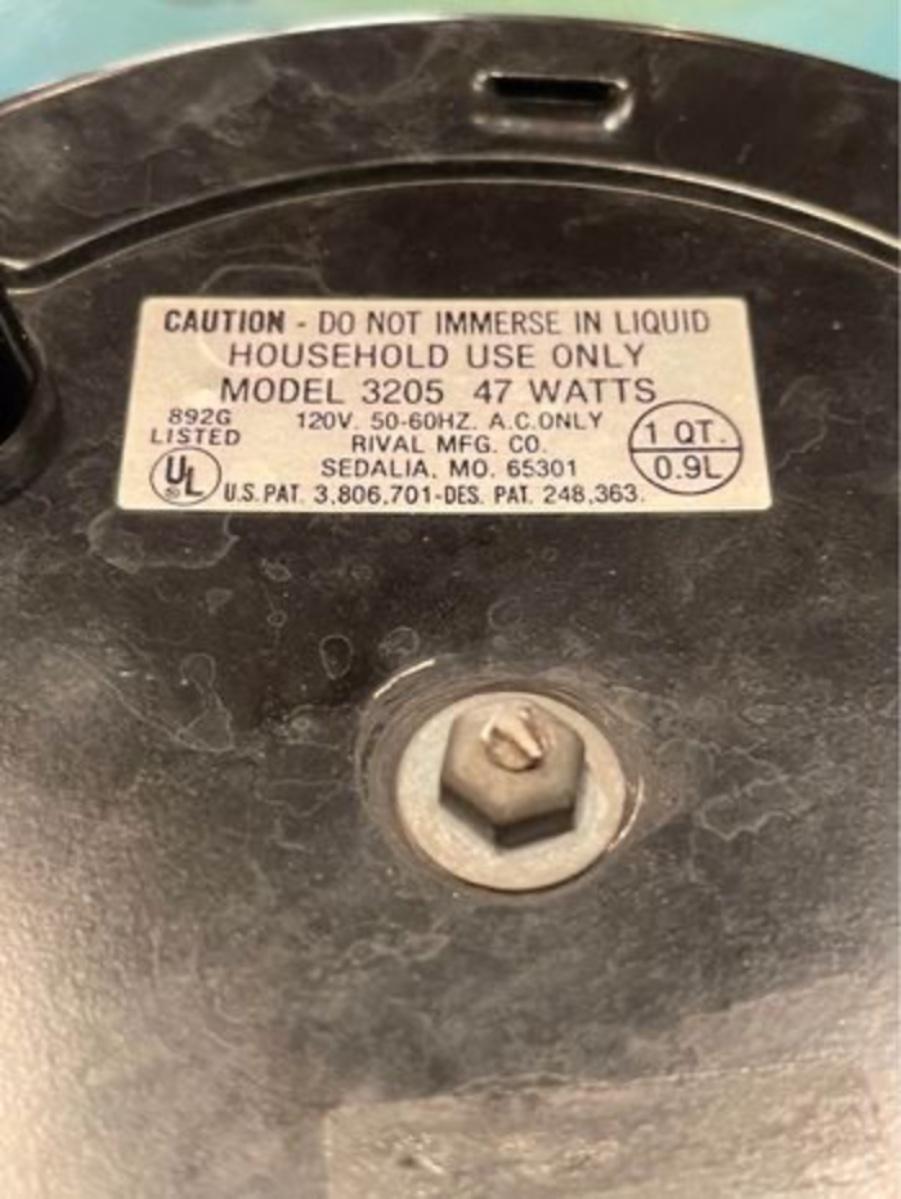 CAUTION - DO NOT IMMERSE IN LIQUID
HOUSEHOLD USE ONLY
MODEL 3205 47 WATTS
892G
LISTED
UL
120V. 50-60HZ. A.C.ONLY
RIVAL MFG. CO.
SEDALIA, MO. 65301
U.S. PAT. 3,806,701-DES. PAT. 248,363.
1 QT.
0.9L